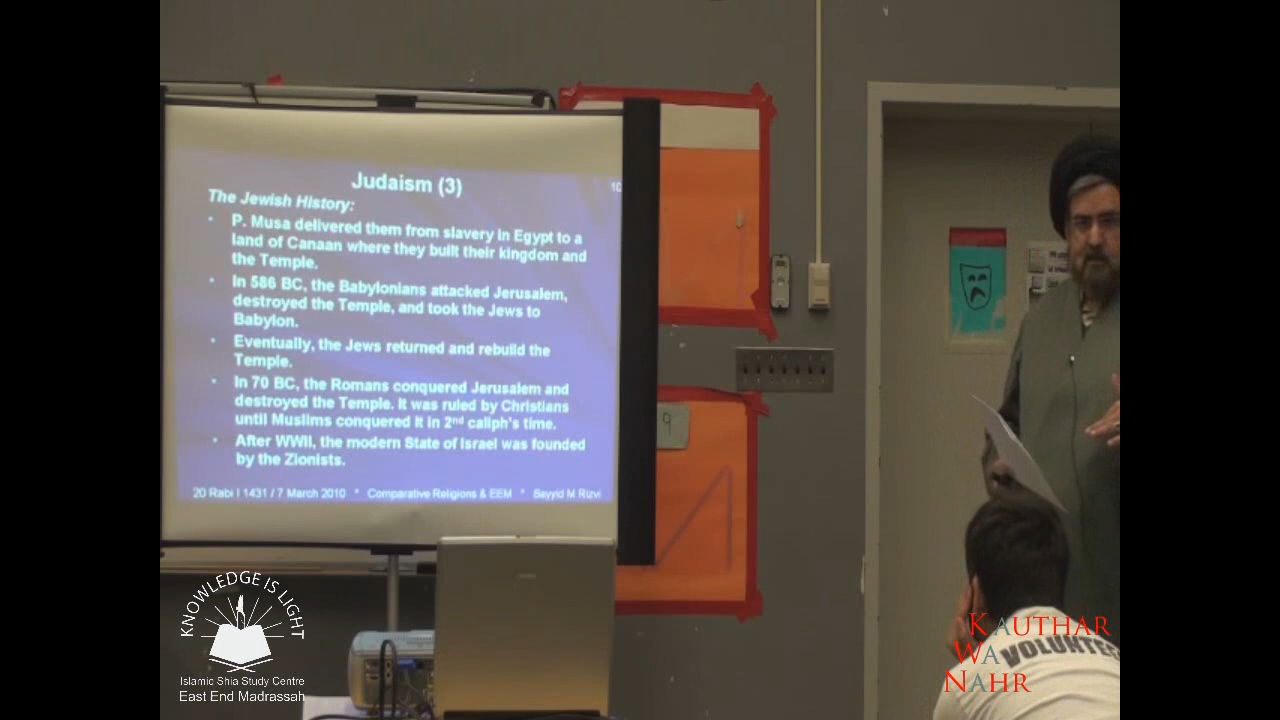 Judaism (3)
10
The Jewish History:
• P. Musa delivered them from slavery in Egypt to a
land of Canaan where they built their kingdom and
the Temple.
• In 586 BC, the Babylonians attacked Jerusalem,
destroyed the Temple, and took the Jews to
Babylon.
• Eventually, the Jews returned and rebuild the
Temple.
• In 70 BC, the Romans conquered Jerusalem and
destroyed the Temple. It was ruled by Christians
until Muslims conquered it in 2nd caliph's time.
• After WWII, the modern State of Israel was founded
by the Zionists.
20 Rabi I 1431 / 7 March 2010 * Comparative Religions & EEM * Sayyid M Rizvi
9
KNOWLEDGE IS LIGHT
Islamic Shia Study Centre
East End Madrassah
VOLUNTEE
KAUTHAR
WA
NAHR